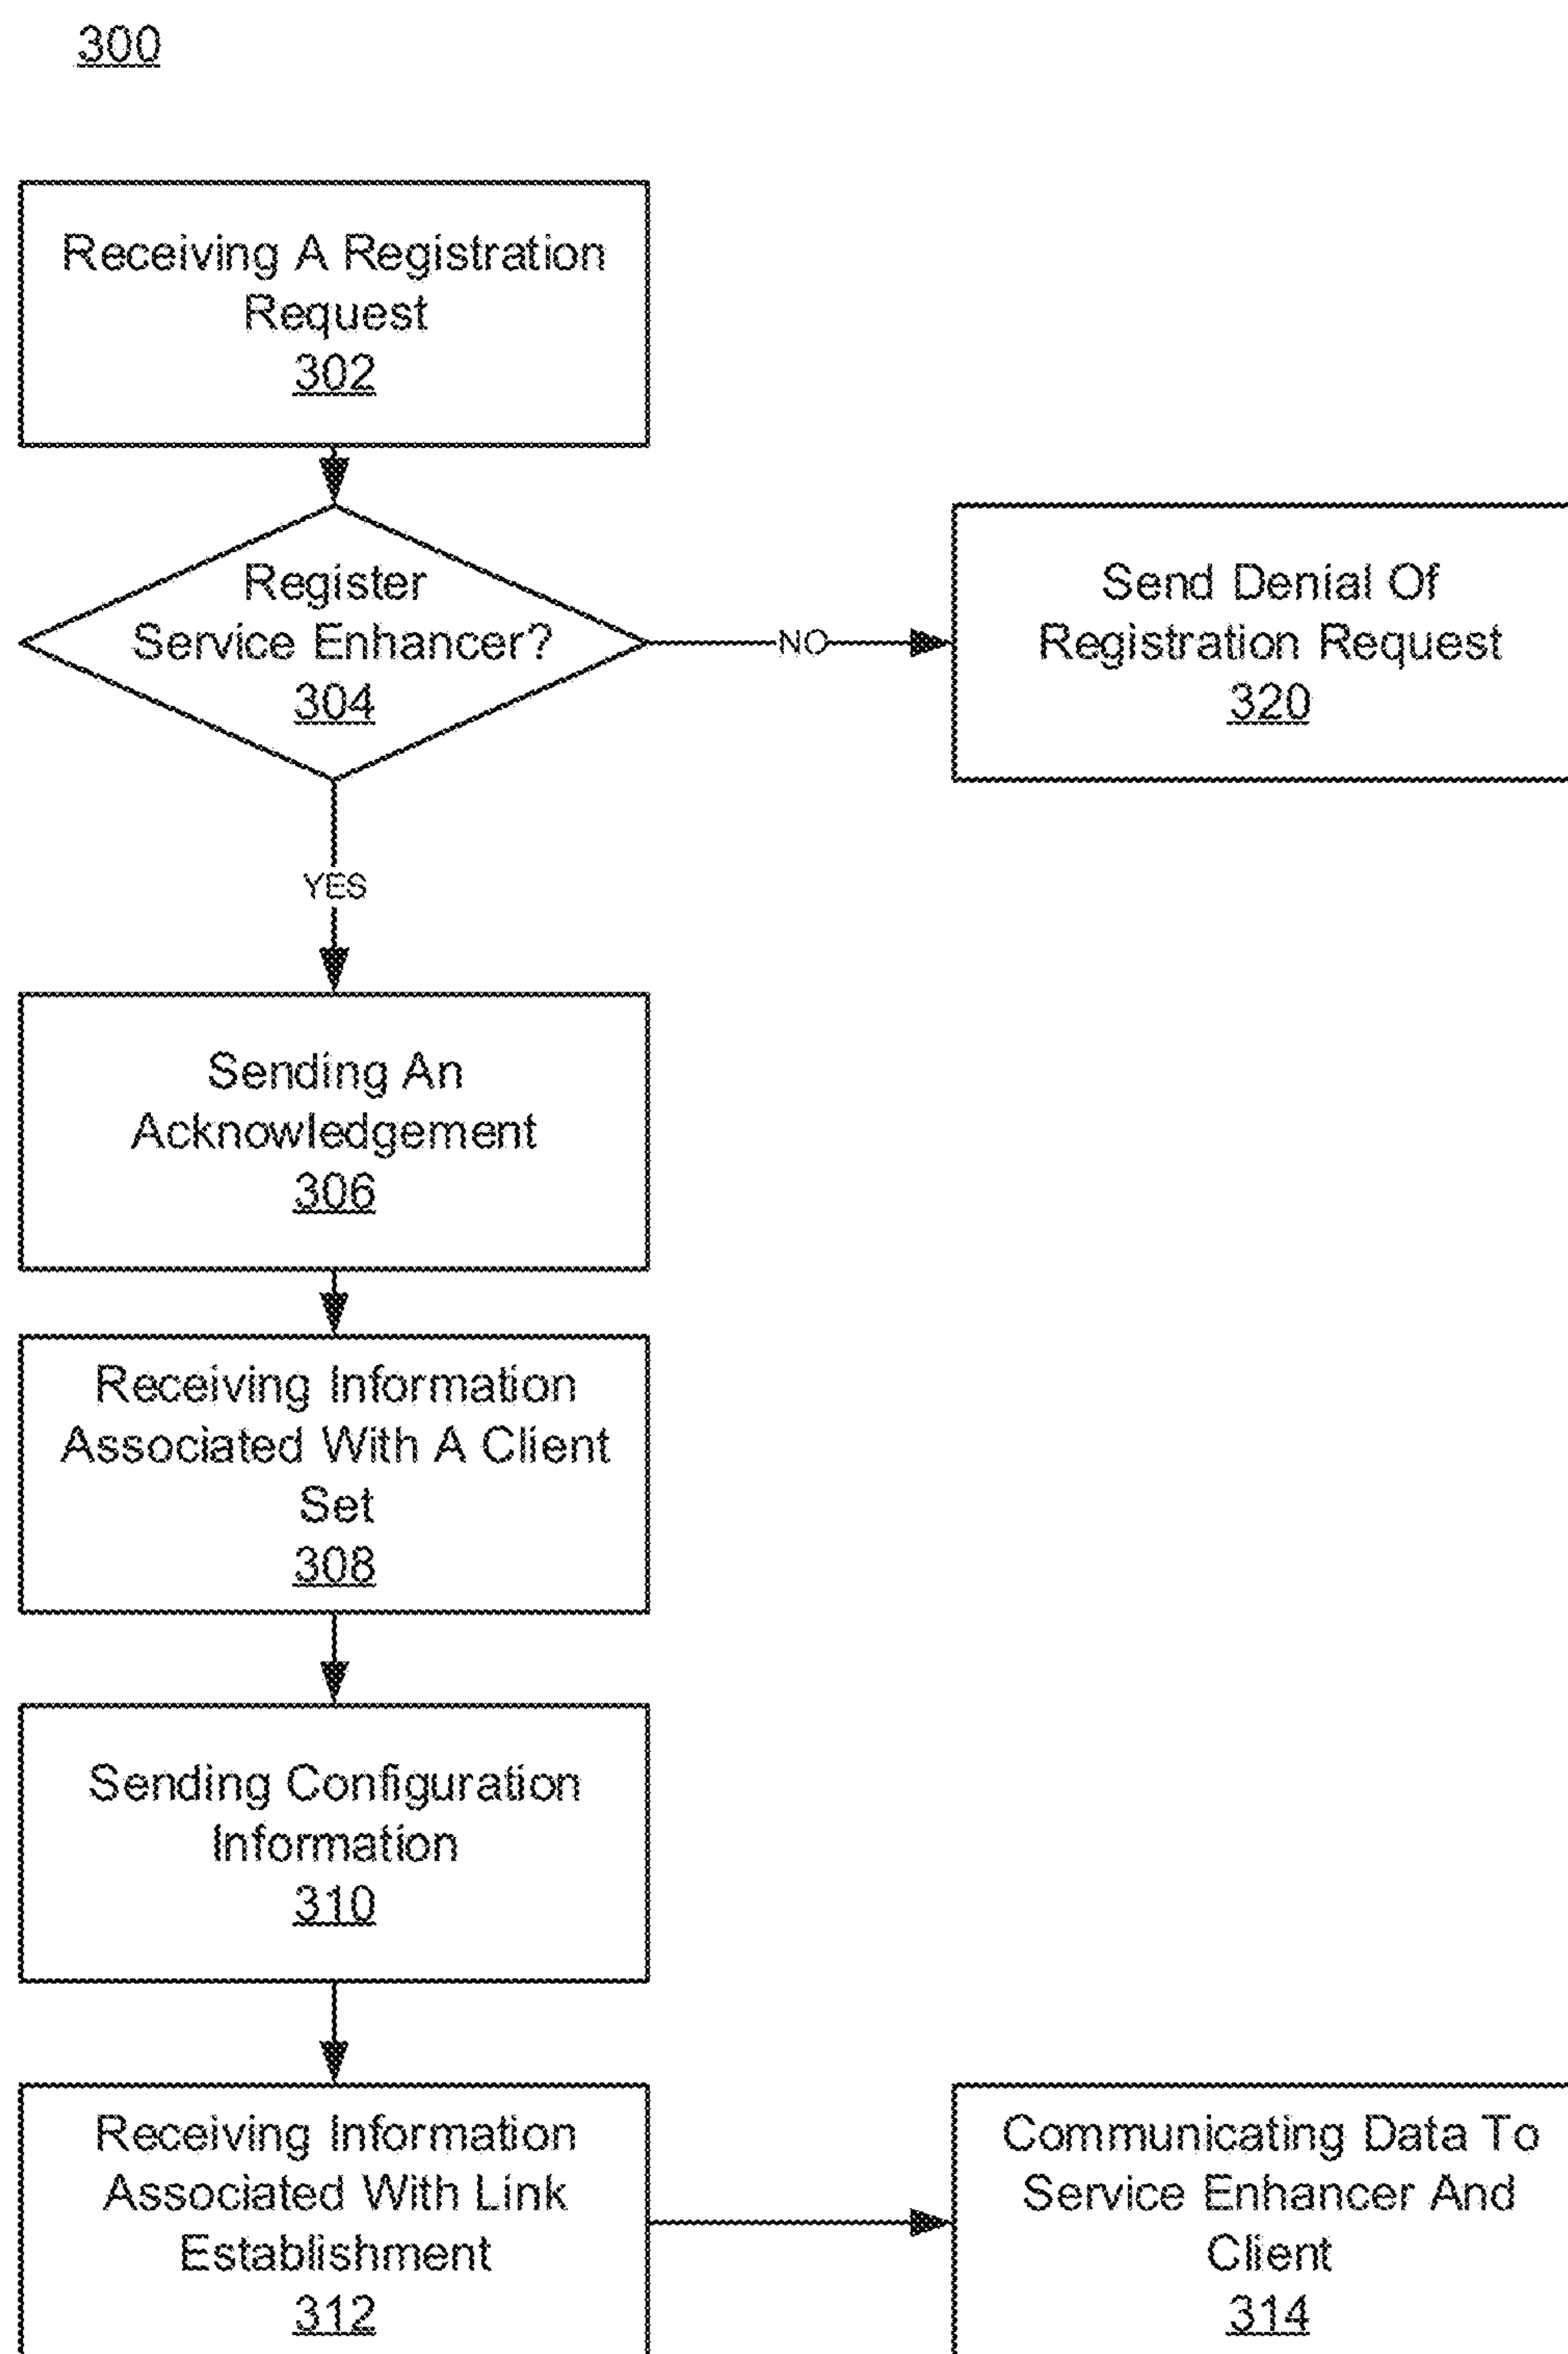 300
Receiving A Registration
Request
302
Register
Service Enhancer?
304
NO
Send Denial Of
Registration Request
320
YES
Sending An
Acknowledgement
306
Receiving Information
Associated With A Client
Set
308
Sending Configuration
Information
310
Receiving Information
Associated With Link
Establishment
312
Communicating Data To
Service Enhancer And
Client
314